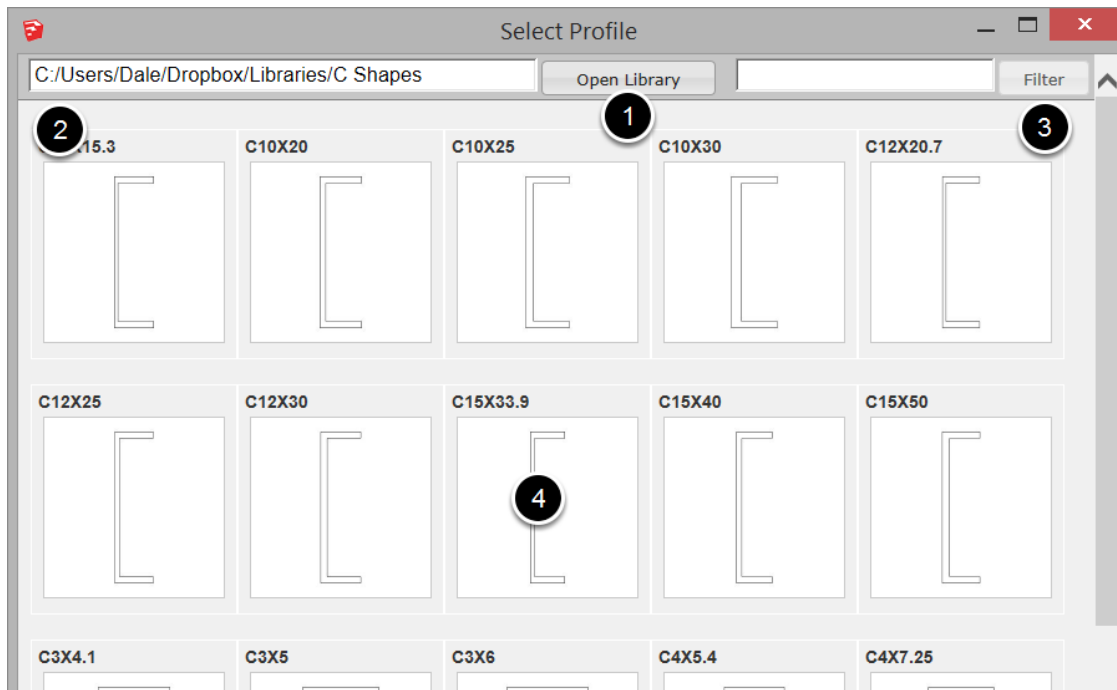 Select Profile
C:/Users/Dale/Dropbox/Libraries/C Shapes Open Library Filter
2 1 3
15.3 C10X20 C10X25 C10X30 C12X20.7
C12X25 C12X30 C15X33.9 C15X40 C15X50
4
C3X4.1 C3X5 C3X6 C4X5.4 C4X7.25